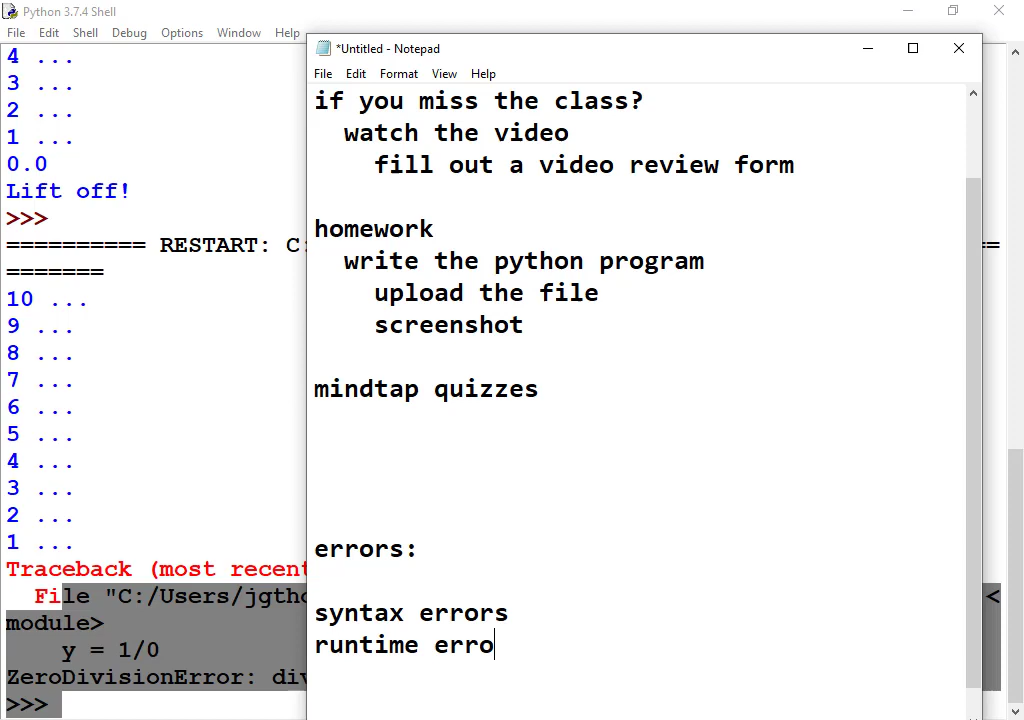 Python 3.7.4 Shell
File Edit Shell Debug Options Window Help
4 ...
3 ...
2 ...
1 ...
0.0
Lift off!
>>>
========== RESTART: C: ==
=======
10 ...
9 ...
8 ...
7 ...
6 ...
5 ...
4 ...
3 ...
2 ...
1 ...
Traceback (most recent
File "C:/Users/jgtho <
module>
y = 1/0
ZeroDivisionError: div
>>>
*Untitled - Notepad
File Edit Format View Help
if you miss the class?
watch the video
fill out a video review form
homework
write the python program
upload the file
screenshot
mindtap quizzes
errors:
syntax errors
runtime erro